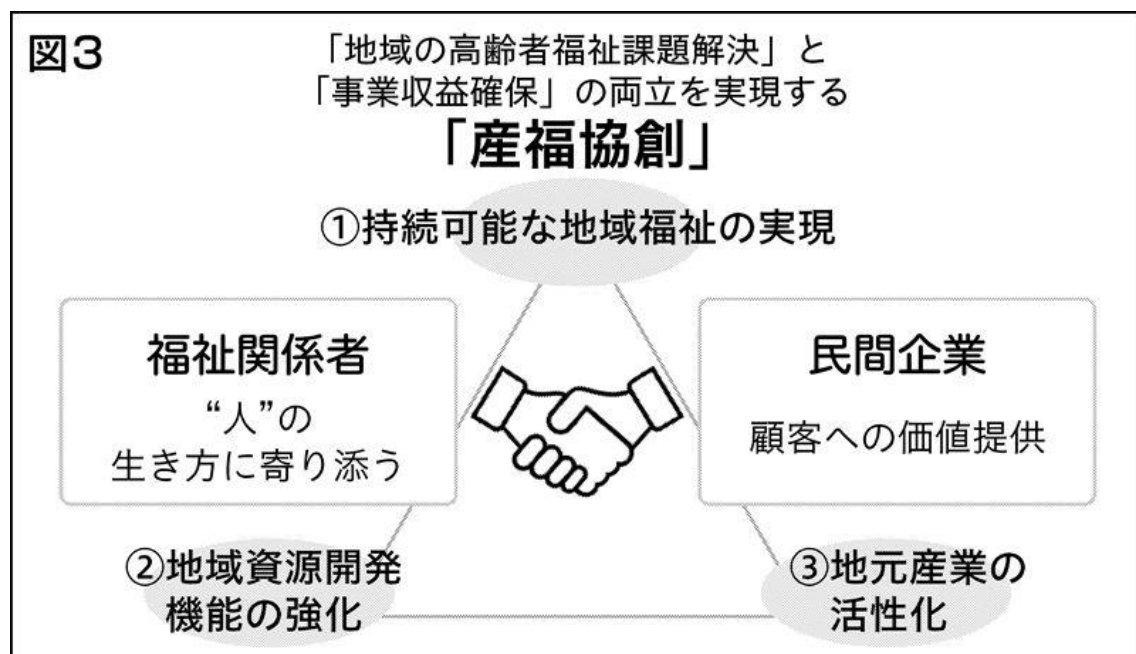 図3
「地域の高齢者福祉課題解決」と
「事業収益確保」の両立を実現する
「産福協創」
①持続可能な地域福祉の実現
福祉関係者
“人”の
生き方に寄り添う
民間企業
顧客への価値提供
②地域資源開発
機能の強化
③地元産業の
活性化